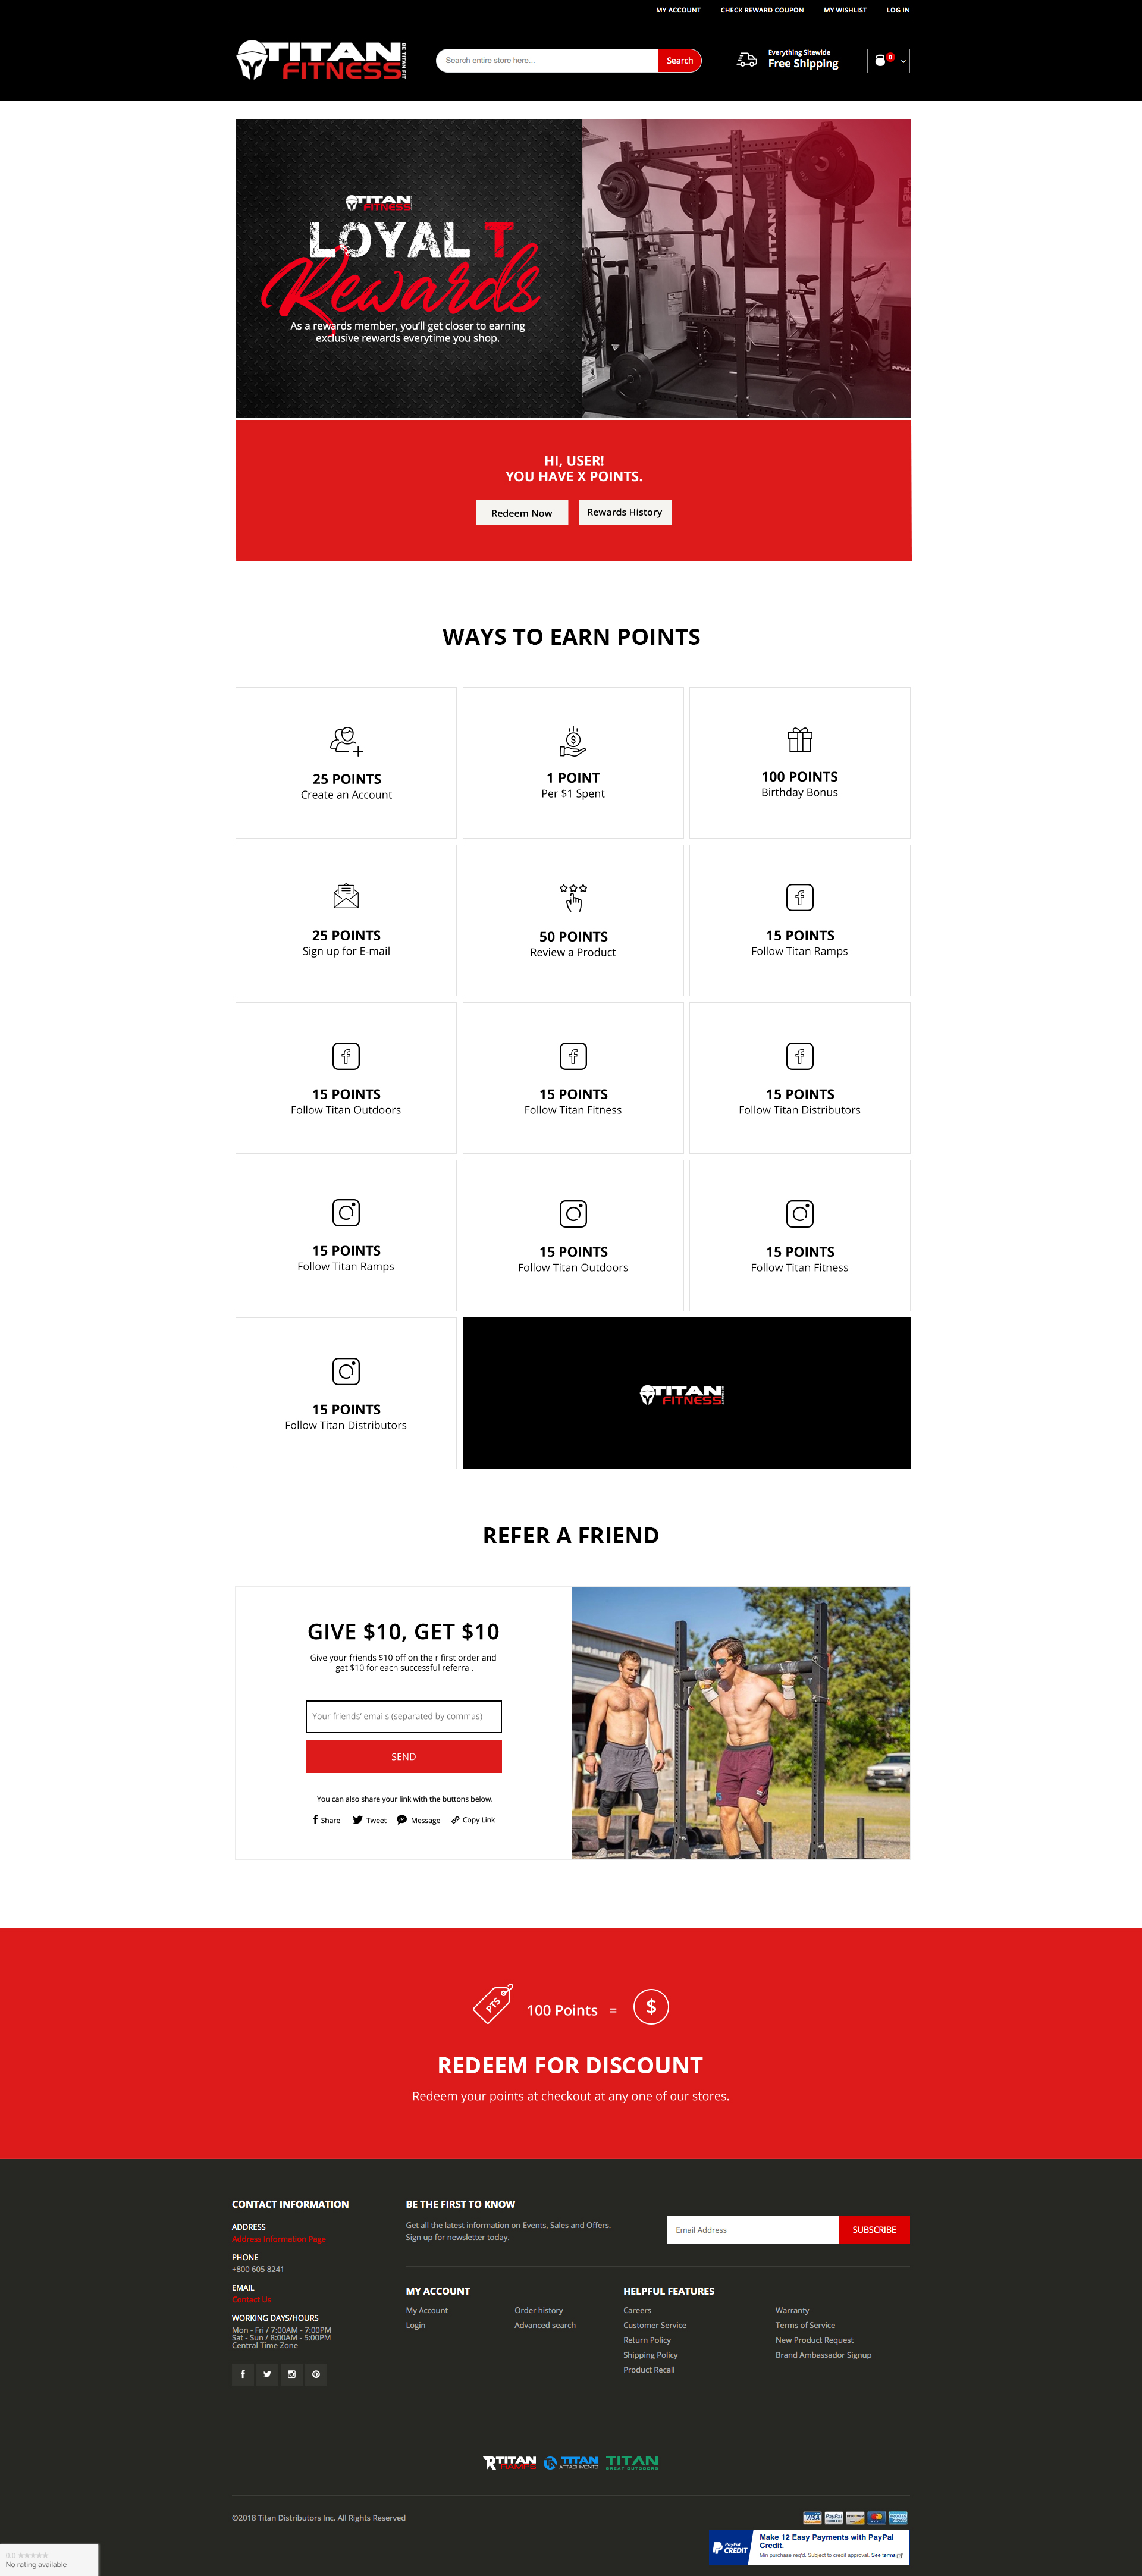 MY ACCOUNT CHECK REWARD COUPON MY WISHLIST LOG IN
TITAN FITNESS BE TITAN FIT
Search entire store here... Search
Everything Sitewide
Free Shipping
0
TITAN
FITNESS
LOYAL T
Rewards
As a rewards member, you'll get closer to earning
exclusive rewards everytime you shop.
HI, USER!
YOU HAVE X POINTS.
Redeem Now Rewards History
WAYS TO EARN POINTS
25 POINTS
Create an Account
1 POINT
Per $1 Spent
100 POINTS
Birthday Bonus
25 POINTS
Sign up for E-mail
50 POINTS
Review a Product
15 POINTS
Follow Titan Ramps
15 POINTS
Follow Titan Outdoors
15 POINTS
Follow Titan Fitness
15 POINTS
Follow Titan Distributors
15 POINTS
Follow Titan Ramps
15 POINTS
Follow Titan Outdoors
15 POINTS
Follow Titan Fitness
15 POINTS
Follow Titan Distributors
TITAN
FITNESS
REFER A FRIEND
GIVE $10, GET $10
Give your friends $10 off on their first order and
get $10 for each successful referral.
Your friends' emails (separated by commas)
SEND
You can also share your link with the buttons below.
Share Tweet Message Copy Link
PTS 100 Points = $
REDEEM FOR DISCOUNT
Redeem your points at checkout at any one of our stores.
CONTACT INFORMATION
ADDRESS
Address Information Page
PHONE
+800 605 8241
EMAIL
Contact Us
WORKING DAYS/HOURS
Mon - Fri / 7:00AM - 7:00PM
Sat - Sun / 8:00AM - 5:00PM
Central Time Zone
BE THE FIRST TO KNOW
Get all the latest information on Events, Sales and Offers.
Sign up for newsletter today.
Email Address SUBSCRIBE
MY ACCOUNT
My Account Order history
Login Advanced search
HELPFUL FEATURES
Careers Warranty
Customer Service Terms of Service
Return Policy New Product Request
Shipping Policy Brand Ambassador Signup
Product Recall
TITAN RAMPS TITAN ATTACHMENTS TITAN GREAT OUTDOORS
©2018 Titan Distributors Inc. All Rights Reserved
VISA PayPal
PayPal CREDIT
Make 12 Easy Payments with PayPal
Credit.
Min purchase req'd. Subject to credit approval. See terms
0.0
No rating available